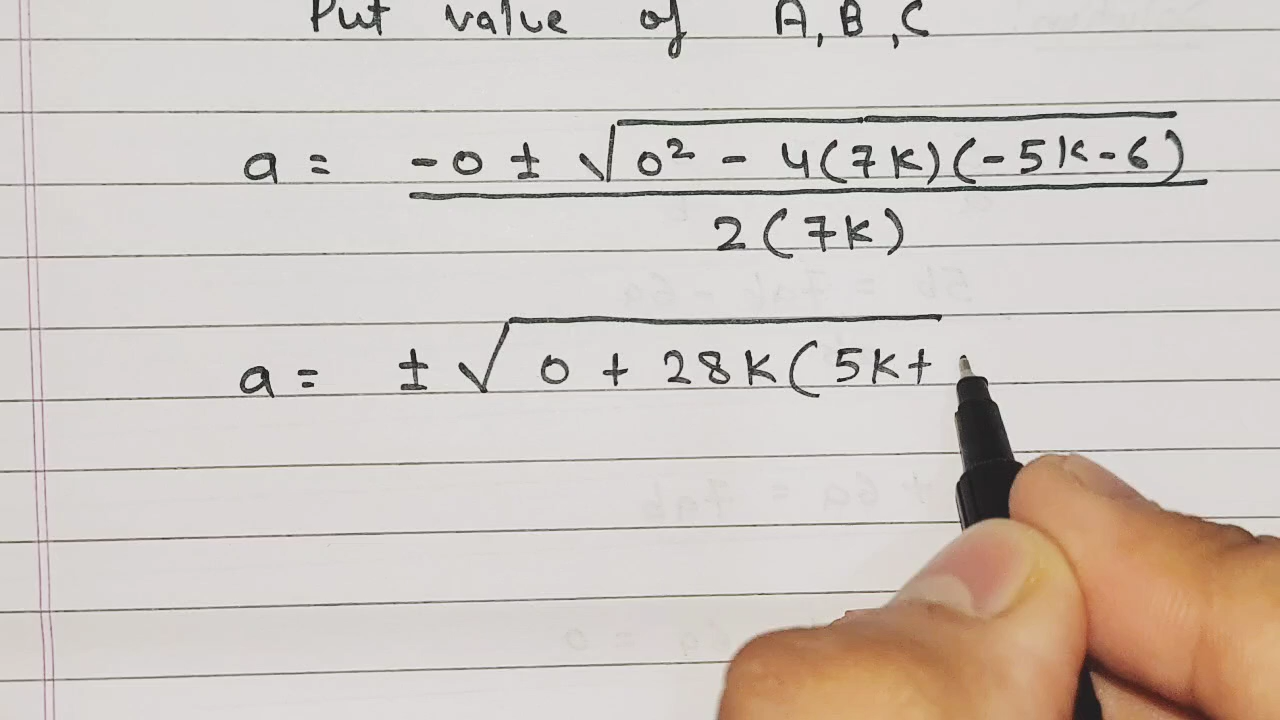 Put value of A, B, C
a = -0 ± √0² - 4(7k)(-5k-6)
2(7k)
a = ± √0 + 28k(5k+